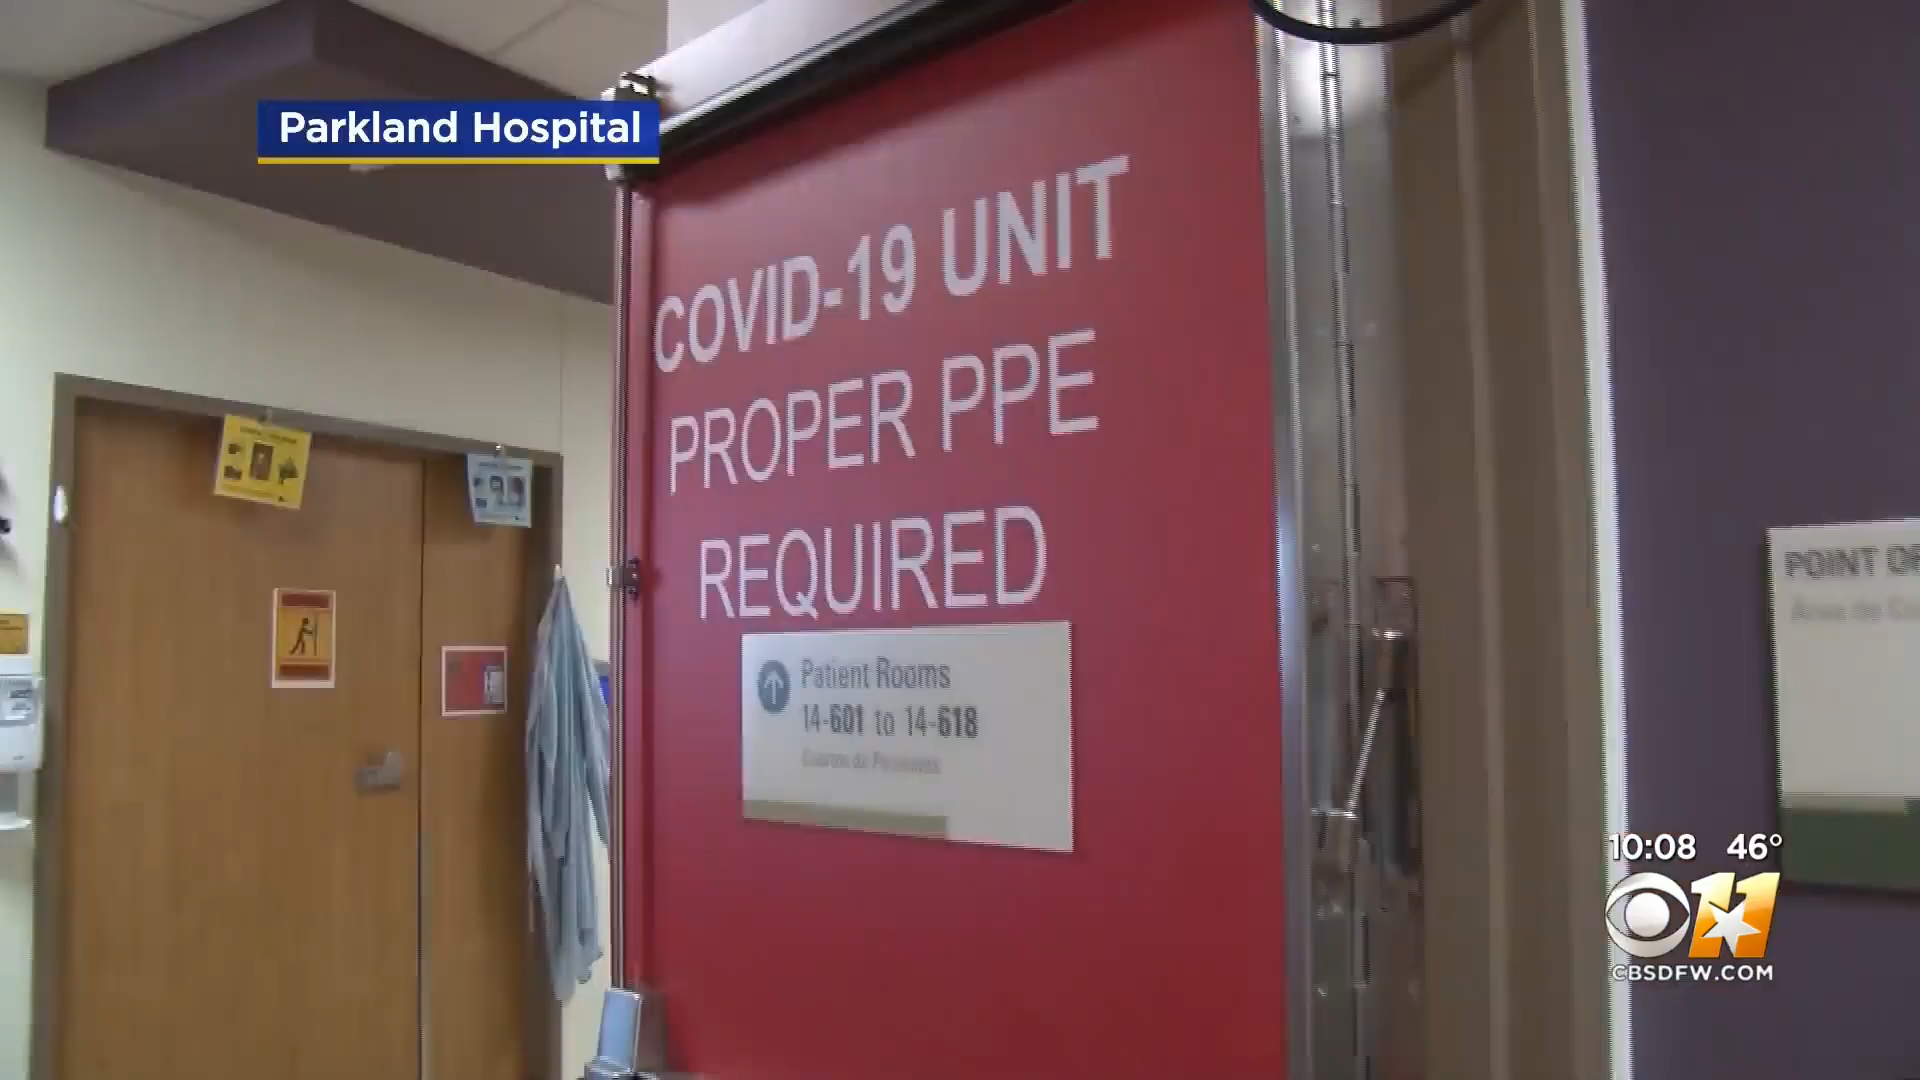 Parkland Hospital
COVID-19 UNIT
PROPER PPE
REQUIRED
Patient Rooms
14-601 to 14-618
POINT
10:08 46°
11
CBSDFW.COM